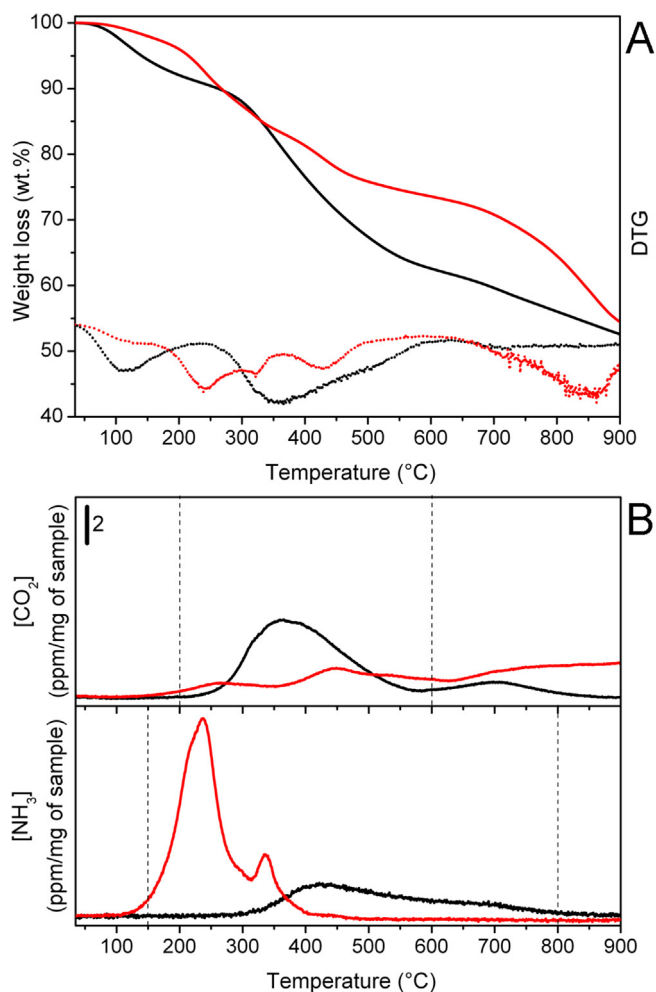 A
100
90
80
70
60
50
40
Weight loss (wt.%)
DTG
100 200 300 400 500 600 700 800 900
Temperature (°C)
B
2
[CO₂]
(ppm/mg of sample)
[NH₃]
(ppm/mg of sample)
100 200 300 400 500 600 700 800 900
Temperature (°C)